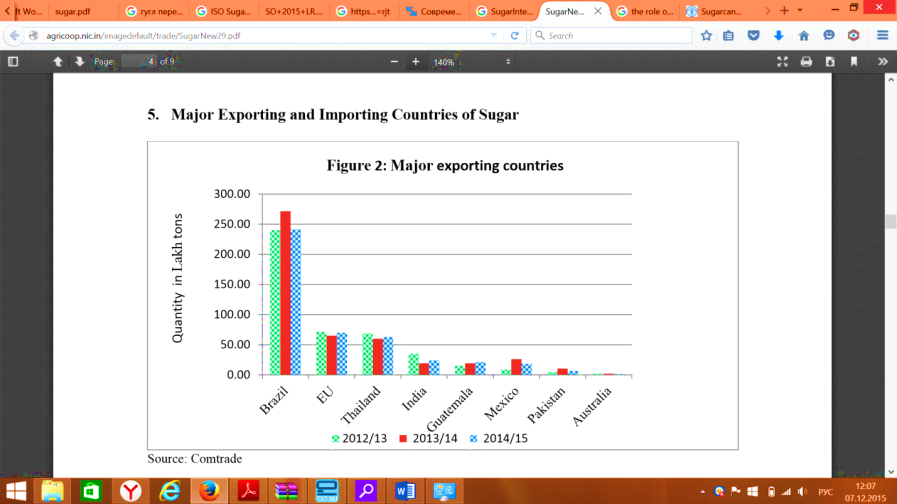 ft Wo...
sugar.pdf
гугл пере...
ISO Suga...
SO+2015+LR....
https...=rjt
Совреме...
SugarInte...
SugarNe...
the role o...
Sugarcan...
agricoop.nic.in/imagedefault/trade/SugarNew29.pdf
Search
Page: 4 of 9
140%
5. Major Exporting and Importing Countries of Sugar
Figure 2: Major exporting countries
Quantity in Lakh tons
300.00
250.00
200.00
150.00
100.00
50.00
0.00
Brazil
EU
Thailand
India
Guatemala
Mexico
Pakistan
Australia
2012/13 2013/14 2014/15
Source: Comtrade
РУС
12:07
07.12.2015